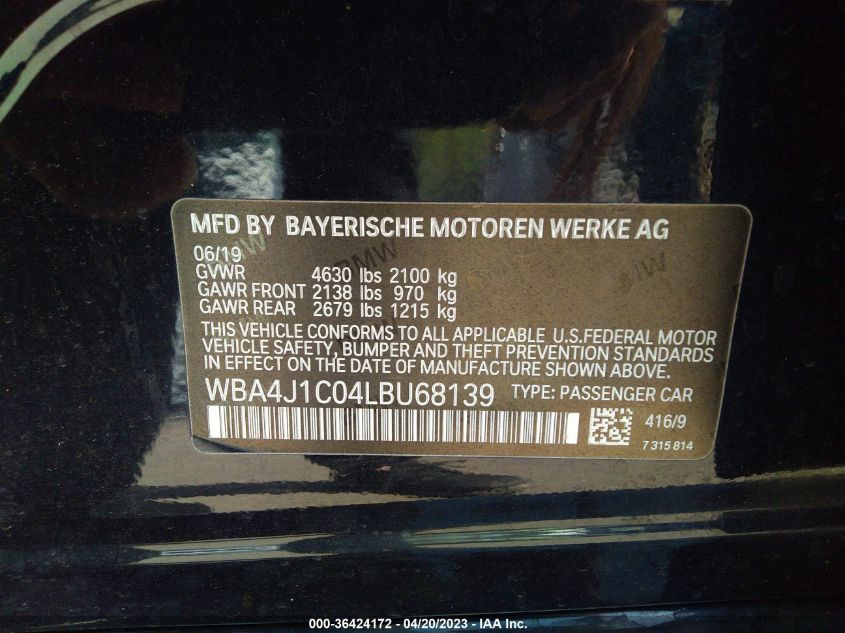 MFD BY BAYERISCHE MOTOREN WERKE AG
06/19
GVWR 4630 lbs 2100 kg
GAWR FRONT 2138 lbs 970 kg
GAWR REAR 2679 lbs 1215 kg
THIS VEHICLE CONFORMS TO ALL APPLICABLE U.S.FEDERAL MOTOR
VEHICLE SAFETY, BUMPER AND THEFT PREVENTION STANDARDS
IN EFFECT ON THE DATE OF MANUFACTURE SHOWN ABOVE.
WBA4J1C04LBU68139 TYPE: PASSENGER CAR
416/9
7 315 814
000-36424172 - 04/20/2023 - IAA Inc.